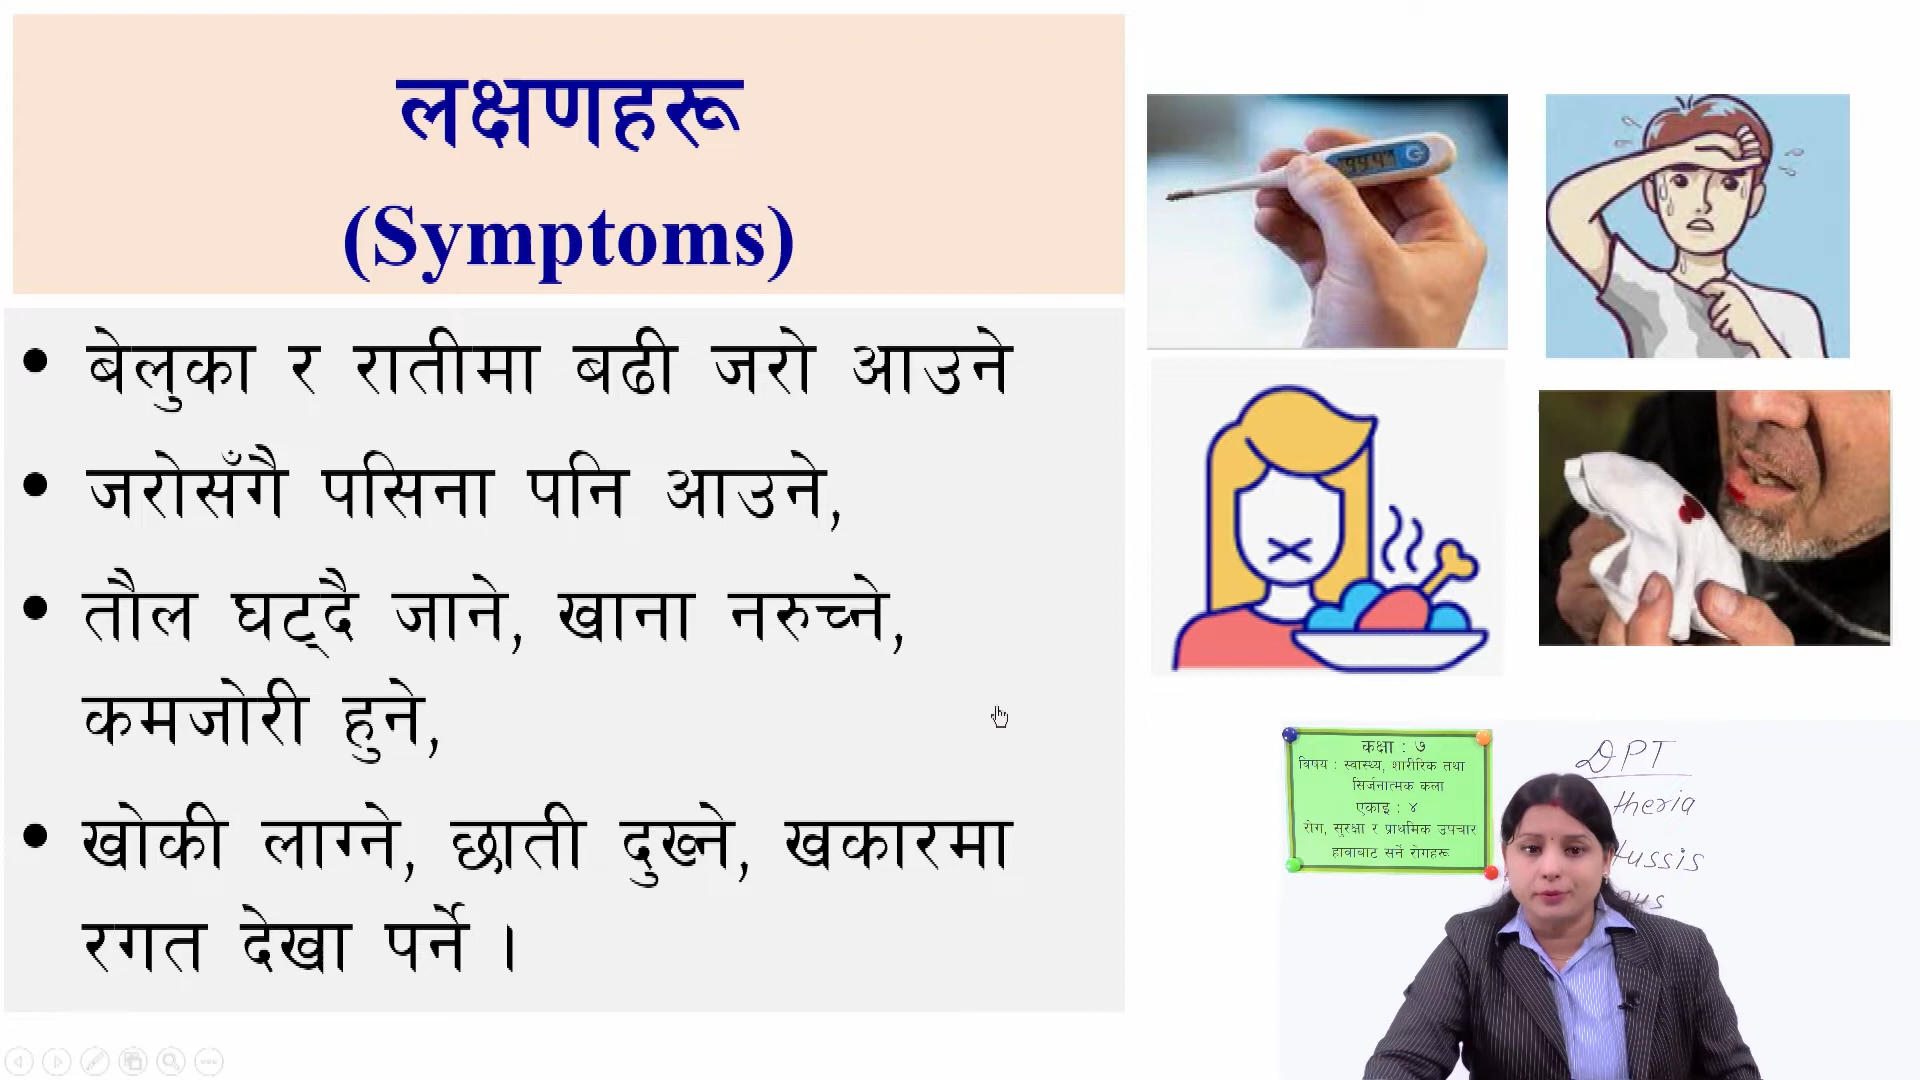 लक्षणहरू
(Symptoms)
• बेलुका र रातीमा बढी जरो आउने
• जरोसँगै पसिना पनि आउने,
• तौल घट्दै जाने, खाना नरुच्ने,
कमजोरी हुने,
• खोकी लाग्ने, छाती दुख्ने, खकारमा
रगत देखा पर्ने ।
कक्षा : ७
विषय : स्वास्थ्य, शारीरिक तथा
सिर्जनात्मक कला
एकाइ : ४
रोग, सुरक्षा र प्राथमिक उपचार
हावाबाट सर्ने रोगहरू
DPT
theria
tussis